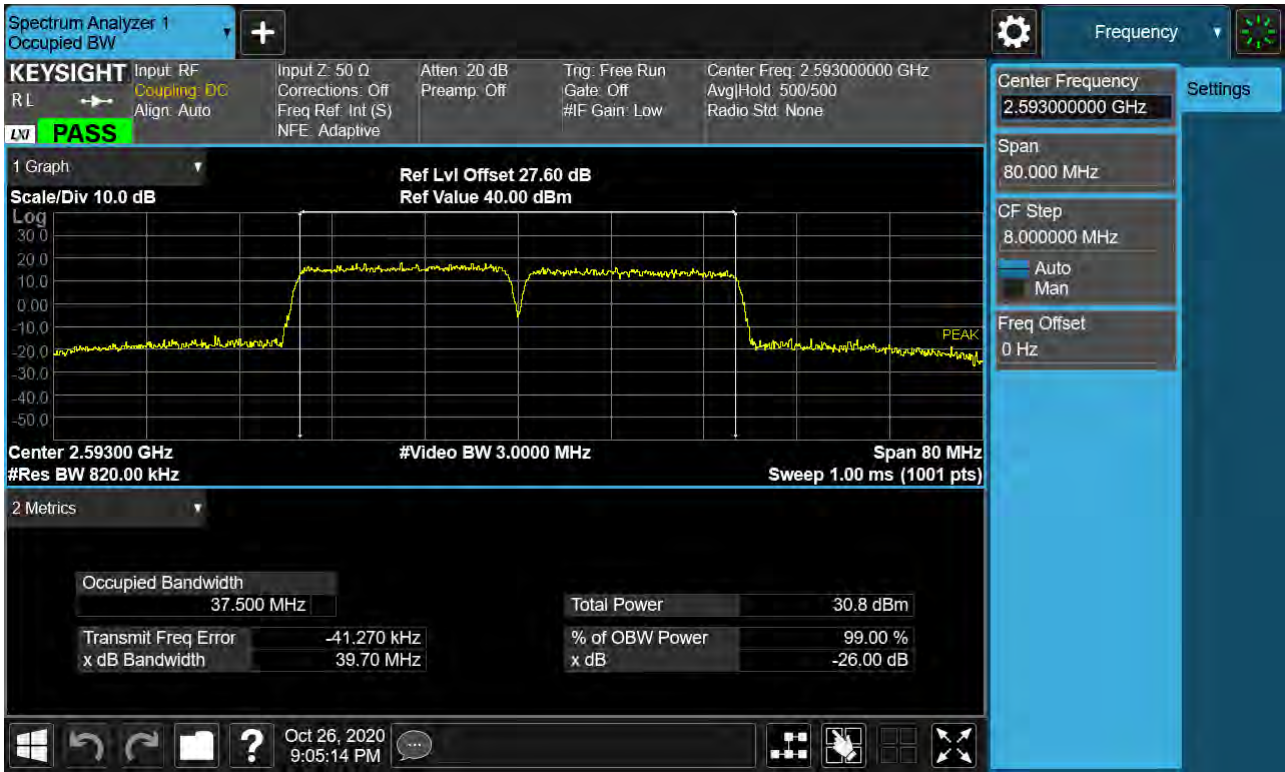 Spectrum Analyzer 1
Occupied BW
+
Frequency
KEYSIGHT
RL
LXI
PASS
Input: RF
Coupling: DC
Align: Auto
Input Z: 50 Ω
Corrections: Off
Freq Ref: Int (S)
NFE: Adaptive
Atten: 20 dB
Preamp: Off
Trig: Free Run
Gate: Off
#IF Gain: Low
Center Freq: 2.593000000 GHz
Avg|Hold: 500/500
Radio Std: None
Center Frequency
2.593000000 GHz
Settings
Span
80.000 MHz
CF Step
8.000000 MHz
Auto
Man
Freq Offset
0 Hz
1 Graph
Scale/Div 10.0 dB
Ref Lvl Offset 27.60 dB
Ref Value 40.00 dBm
Log
30.0
20.0
10.0
0.00
-10.0
-20.0
-30.0
-40.0
-50.0
PEAK
Center 2.59300 GHz
#Video BW 3.0000 MHz
Span 80 MHz
#Res BW 820.00 kHz
Sweep 1.00 ms (1001 pts)
2 Metrics
Occupied Bandwidth
37.500 MHz
Transmit Freq Error -41.270 kHz
x dB Bandwidth 39.70 MHz
Total Power 30.8 dBm
% of OBW Power 99.00 %
x dB -26.00 dB
?
Oct 26, 2020
9:05:14 PM